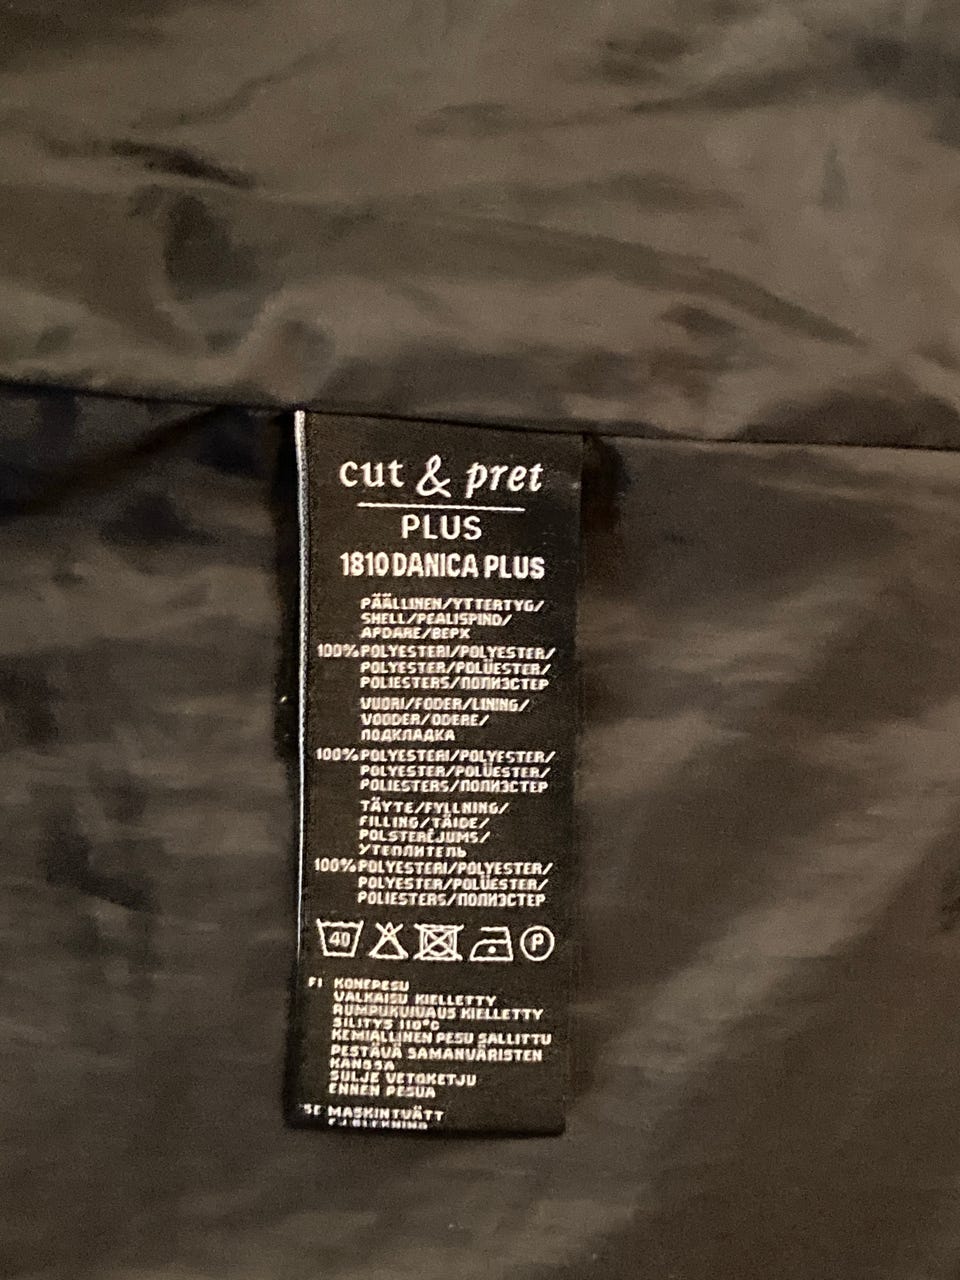 cut & pret
PLUS
1810 DANICA PLUS
PÄÄLLINEN/YTTERTYG/
SHELL/PEALISPIND/
APDARE/ВЕРХ
100% POLYESTERI/POLYESTER/
POLYESTER/POLÜESTER/
POLIESTERS/ПОЛИЭСТЕР
VUORI/FODER/LINING/
VOODER/ODERE/
ПОДКЛАДКА
100% POLYESTERI/POLYESTER/
POLYESTER/POLÜESTER/
POLIESTERS/ПОЛИЭСТЕР
TÄYTE/FYLLNING/
FILLING/TÄIDE/
POLSTERĒJUMS/
УТЕПЛИТЕЛЬ
100% POLYESTERI/POLYESTER/
POLYESTER/POLÜESTER/
POLIESTERS/ПОЛИЭСТЕР
40 P
FI KONEPESU
VALKAISU KIELLETTY
RUMPUKUIVAUS KIELLETTY
SILITYS 110°C
KEMIALLINEN PESU SALLITTU
PESTÄVÄ SAMANVÄRISTEN
KANSSA
SULJE VETOKETJU
ENNEN PESUA
SE MASKINTVÄTT